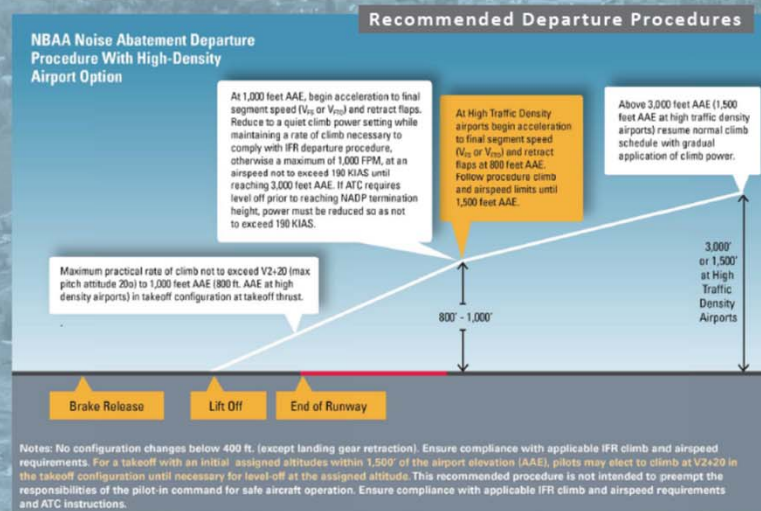 Recommended Departure Procedures
NBAA Noise Abatement Departure
Procedure With High-Density
Airport Option
At 1,000 feet AAE, begin acceleration to final
segment speed (VFS or VFTO) and retract flaps.
Reduce to a quiet climb power setting while
maintaining a rate of climb necessary to
comply with IFR departure procedure,
otherwise a maximum of 1,000 FPM, at an
airspeed not to exceed 190 KIAS until
reaching 3,000 feet AAE. If ATC requires
level off prior to reaching NADP termination
height, power must be reduced so as not
to exceed 190 KIAS.
At High Traffic Density
airports begin acceleration
to final segment speed
(VFS or VFTO) and retract
flaps at 800 feet AAE.
Follow procedure climb
and airspeed limits until
1,500 feet AAE.
Above 3,000 feet AAE (1,500
feet AAE at high traffic density
airports) resume normal climb
schedule with gradual
application of climb power.
Maximum practical rate of climb not to exceed V2+20 (max
pitch attitude 20o) to 1,000 feet AAE (800 ft. AAE at high
density airports) in takeoff configuration at takeoff thrust.
.
800' - 1,000'
3,000'
or 1,500'
at High
Traffic
Density
Airports
Brake Release
Lift Off
End of Runway
Notes: No configuration changes below 400 ft. (except landing gear retraction). Ensure compliance with applicable IFR climb and airspeed
requirements. For a takeoff with an initial assigned altitudes within 1,500' of the airport elevation (AAE), pilots may elect to climb at V2+20 in
the takeoff configuration until necessary for level-off at the assigned altitude. This recommended procedure is not intended to preempt the
responsibilities of the pilot-in command for safe aircraft operation. Ensure compliance with applicable IFR climb and airspeed requirements
and ATC instructions.